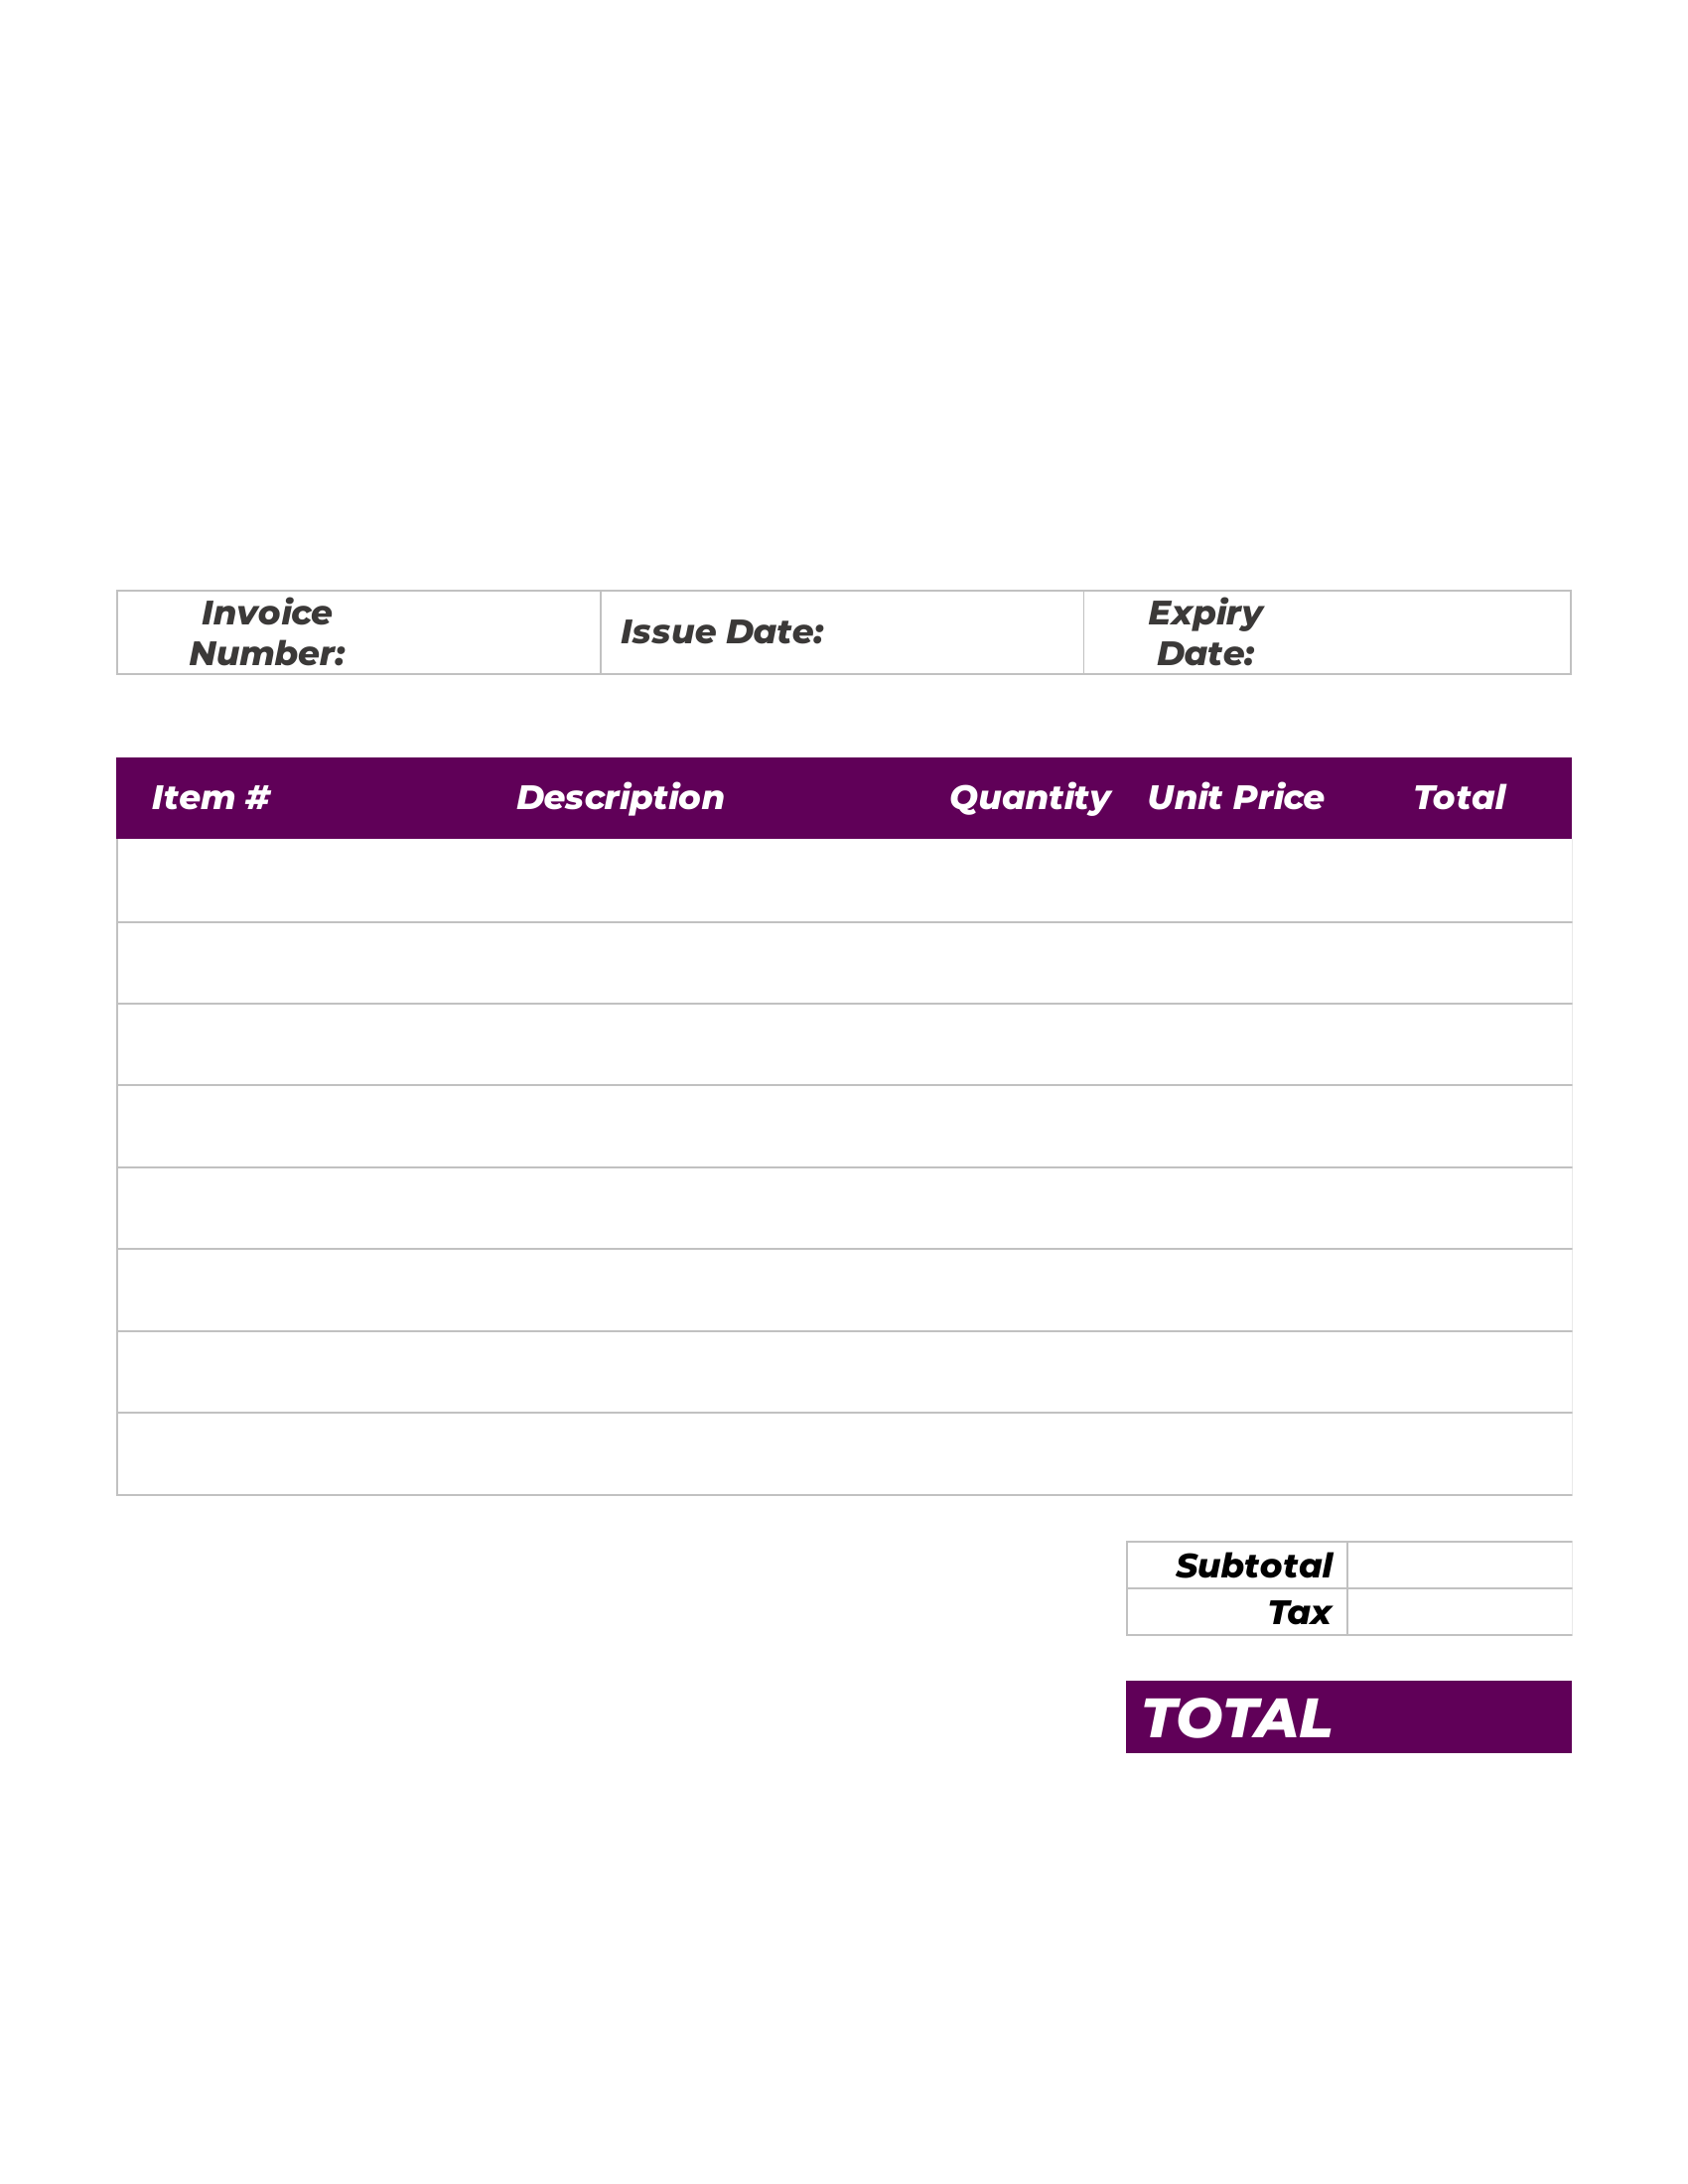 Invoice
Number:
Issue Date:
Expiry
Date:
Item # Description Quantity Unit Price Total
Subtotal
Tax
TOTAL